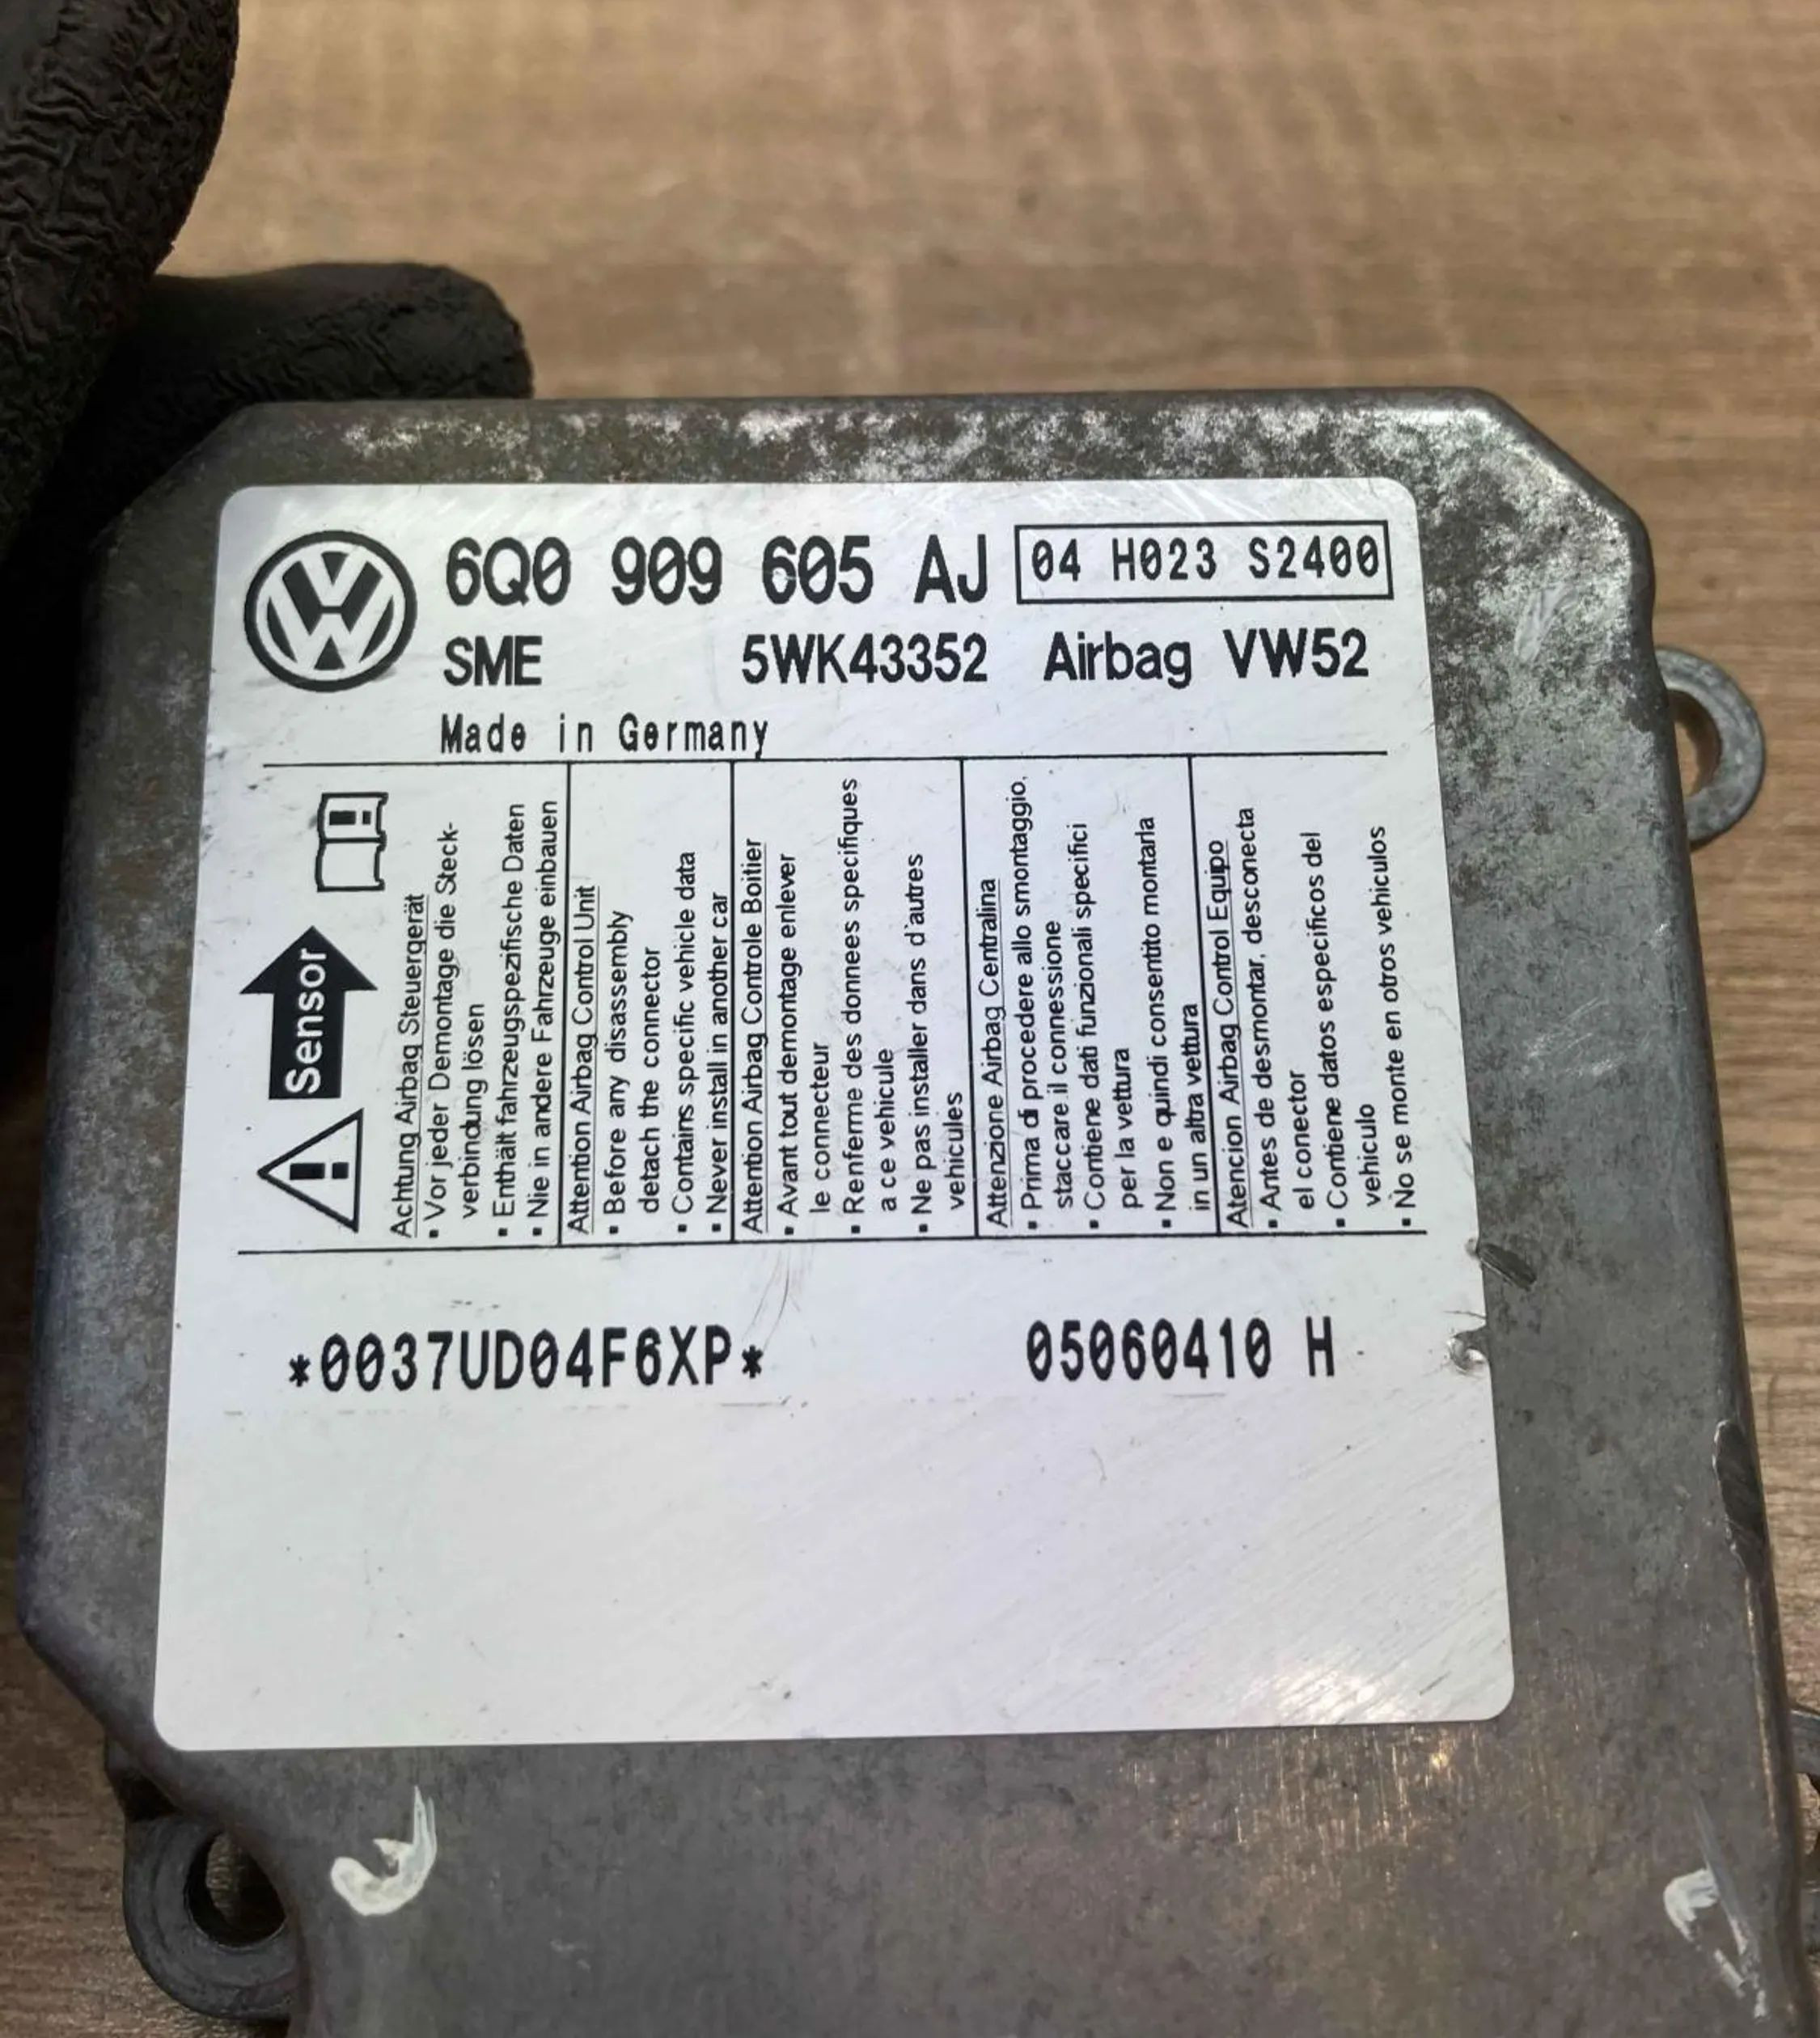 6Q0 909 605 AJ 04 H023 S2400
SME 5WK43352 Airbag VW52
Made in Germany
Sensor
Achtung Airbag Steuergerät
▪ Vor jeder Demontage die Steck-
verbindung lösen
▪ Enthält fahrzeugspezifische Daten
▪ Nie in andere Fahrzeuge einbauen
Attention Airbag Control Unit
▪ Before any disassembly
detach the connector
▪ Contains specific vehicle data
▪ Never install in another car
Attention Airbag Controle Boitier
▪ Avant tout demontage enlever
le connecteur
▪ Renferme des donnees specifiques
a ce vehicule
▪ Ne pas installer dans d'autres
vehicules
Attenzione Airbag Centralina
▪ Prima di procedere allo smontaggio,
staccare il connessione
▪ Contiene dati funzionali specifici
per la vettura
▪ Non e quindi consentito montarla
in un altra vettura
Atencion Airbag Control Equipo
▪ Antes de desmontar, desconecta
el conector
▪ Contiene datos especificos del
vehiculo
▪ No se monte en otros vehiculos
*0037UD04F6XP* 05060410 H